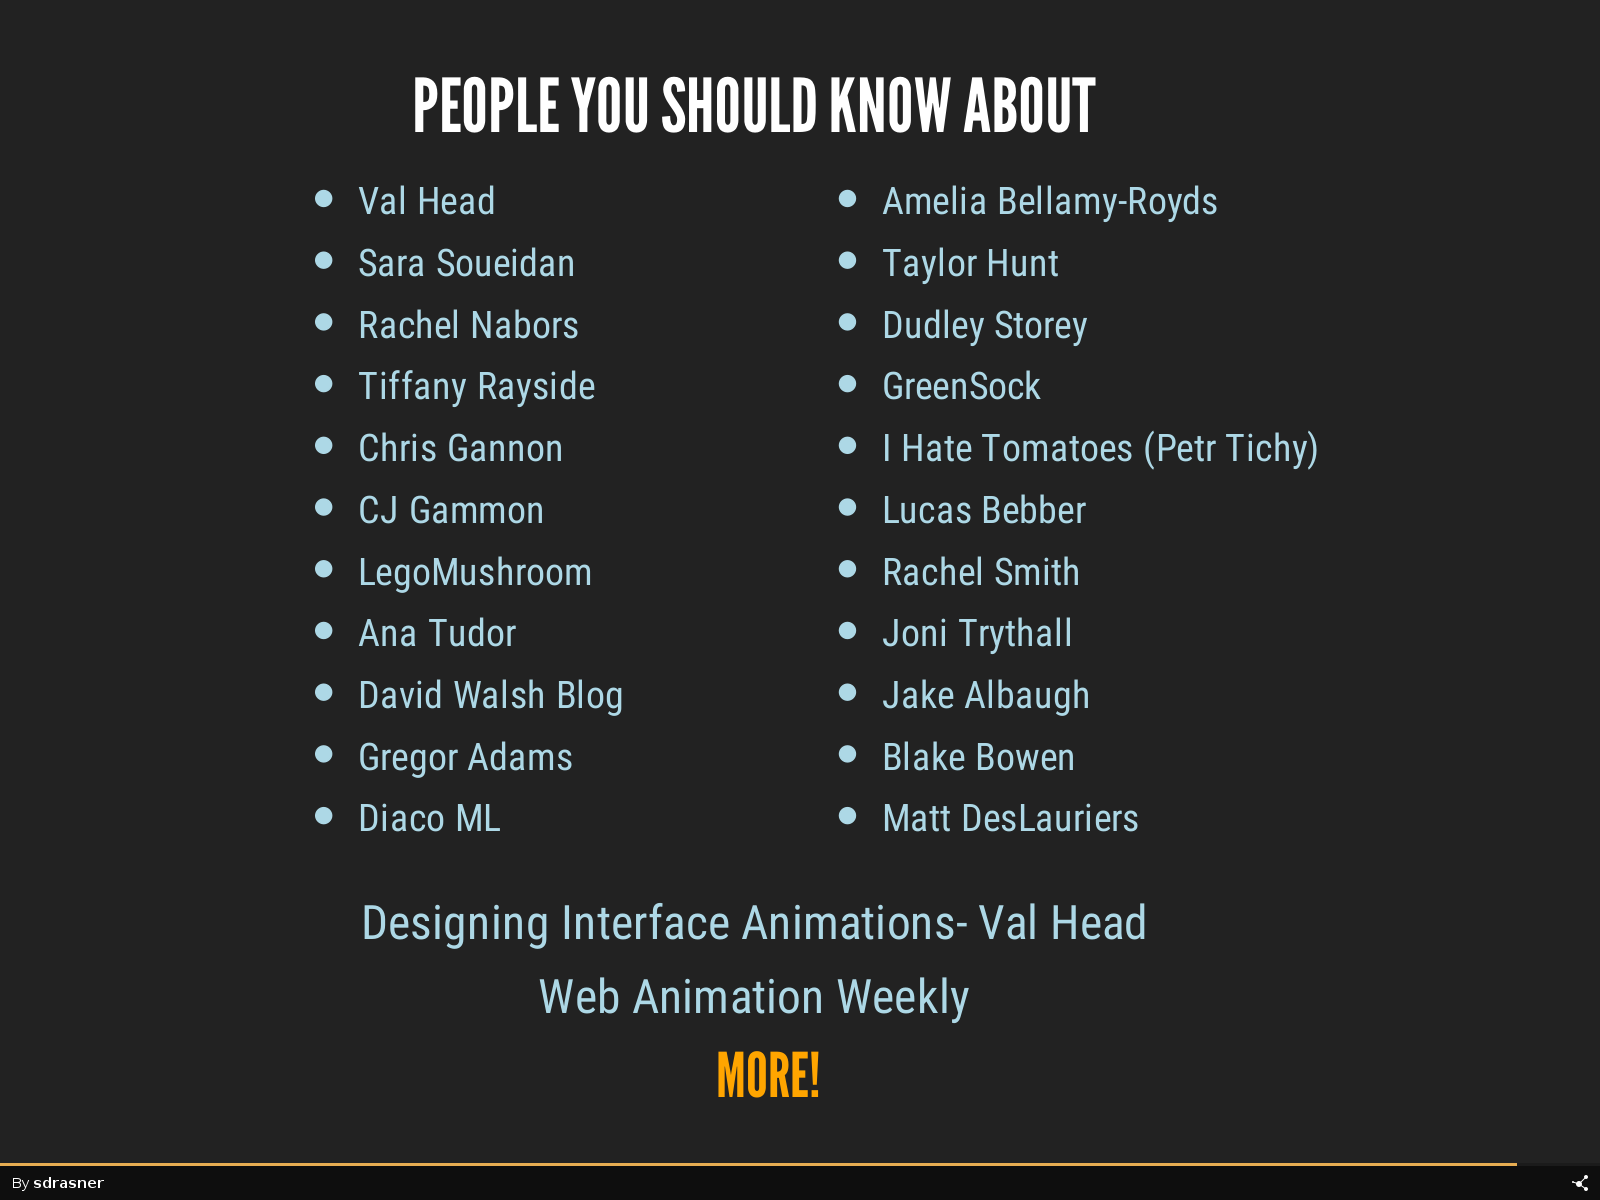 PEOPLE YOU SHOULD KNOW ABOUT
Val Head
Sara Soueidan
Rachel Nabors
Tiffany Rayside
Chris Gannon
CJ Gammon
LegoMushroom
Ana Tudor
David Walsh Blog
Gregor Adams
Diaco ML
Amelia Bellamy-Royds
Taylor Hunt
Dudley Storey
GreenSock
I Hate Tomatoes (Petr Tichy)
Lucas Bebber
Rachel Smith
Joni Trythall
Jake Albaugh
Blake Bowen
Matt DesLauriers
Designing Interface Animations- Val Head
Web Animation Weekly
MORE!
By sdrasner